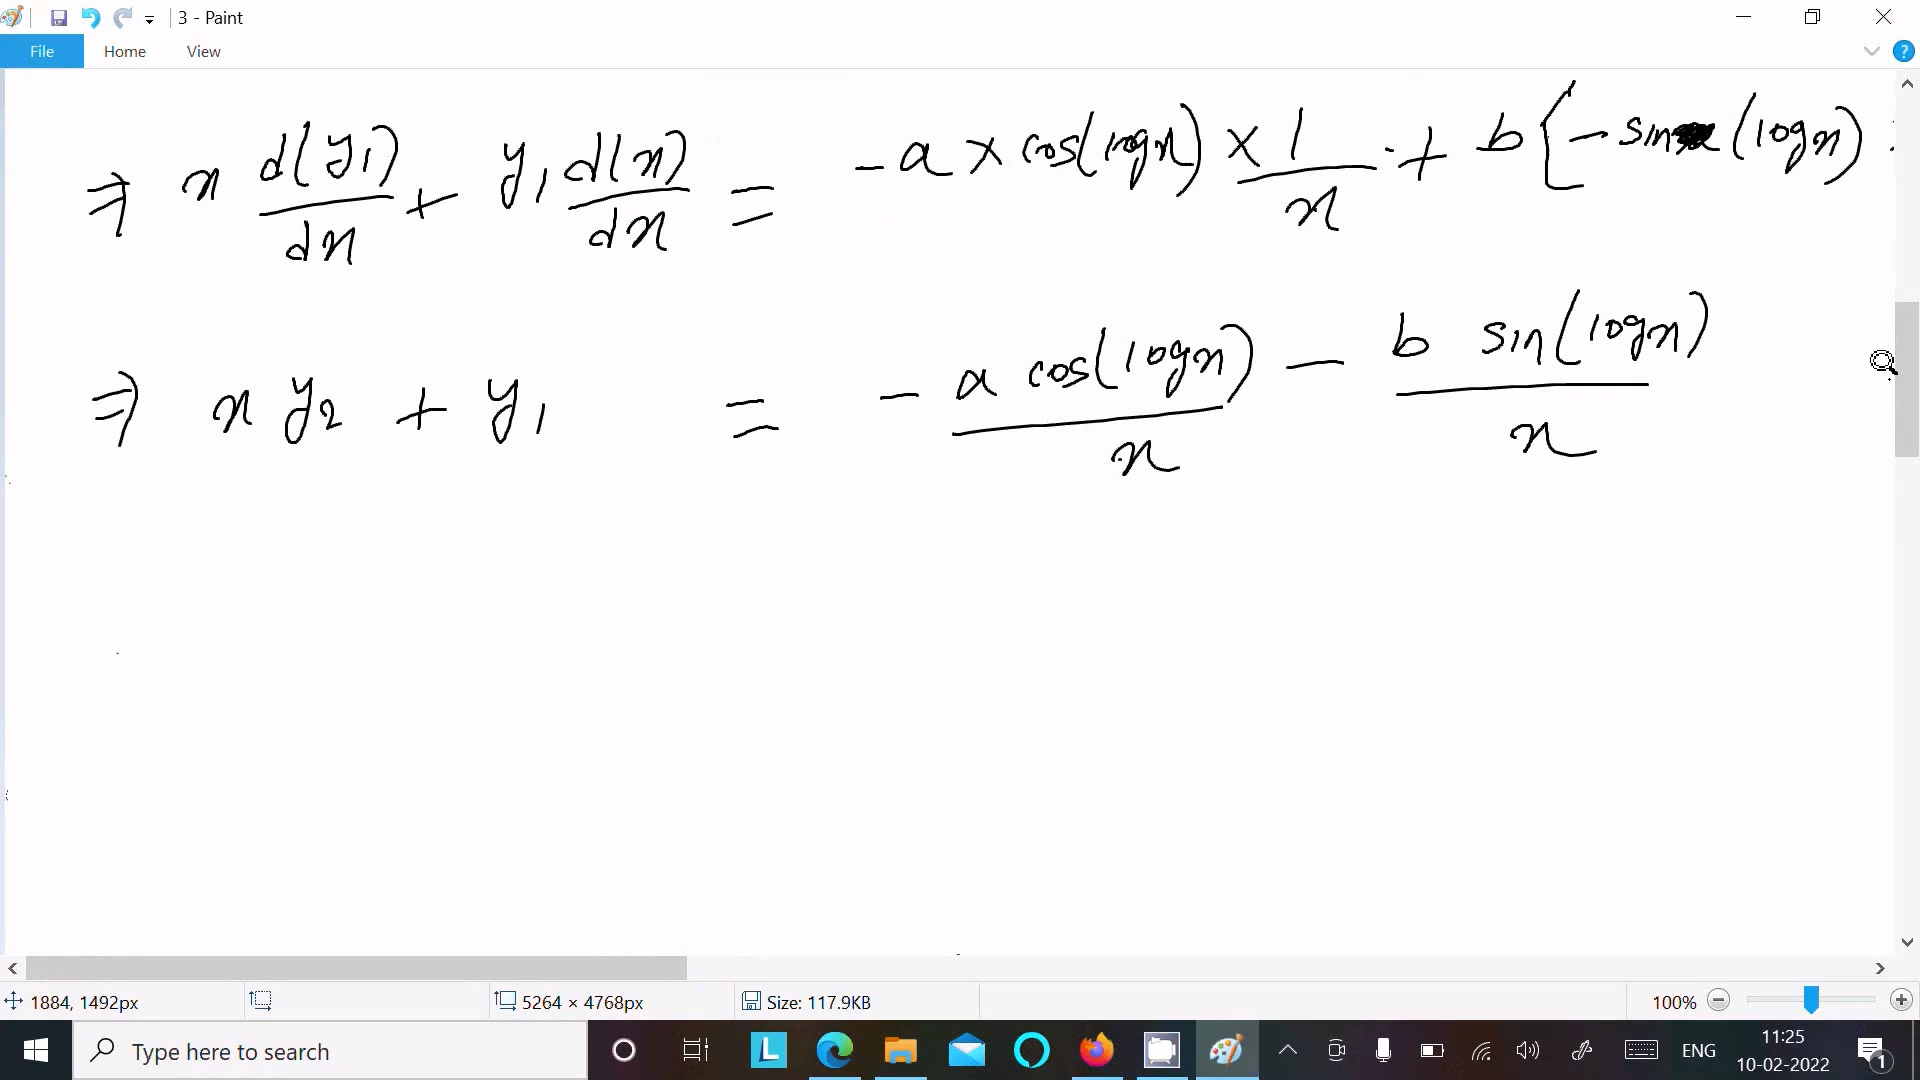 3 - Paint
File Home View
⇒ x d(y₁)/dx + y₁ d(x)/dx = - a × cos(log x) × 1/x + b { - sin (log x)
⇒ x y₂ + y₁ = - a cos(log x)/x - b sin(log x)/x
1884, 1492px 5264 × 4768px Size: 117.9KB 100%
Type here to search L ENG 11:25
10-02-2022 1